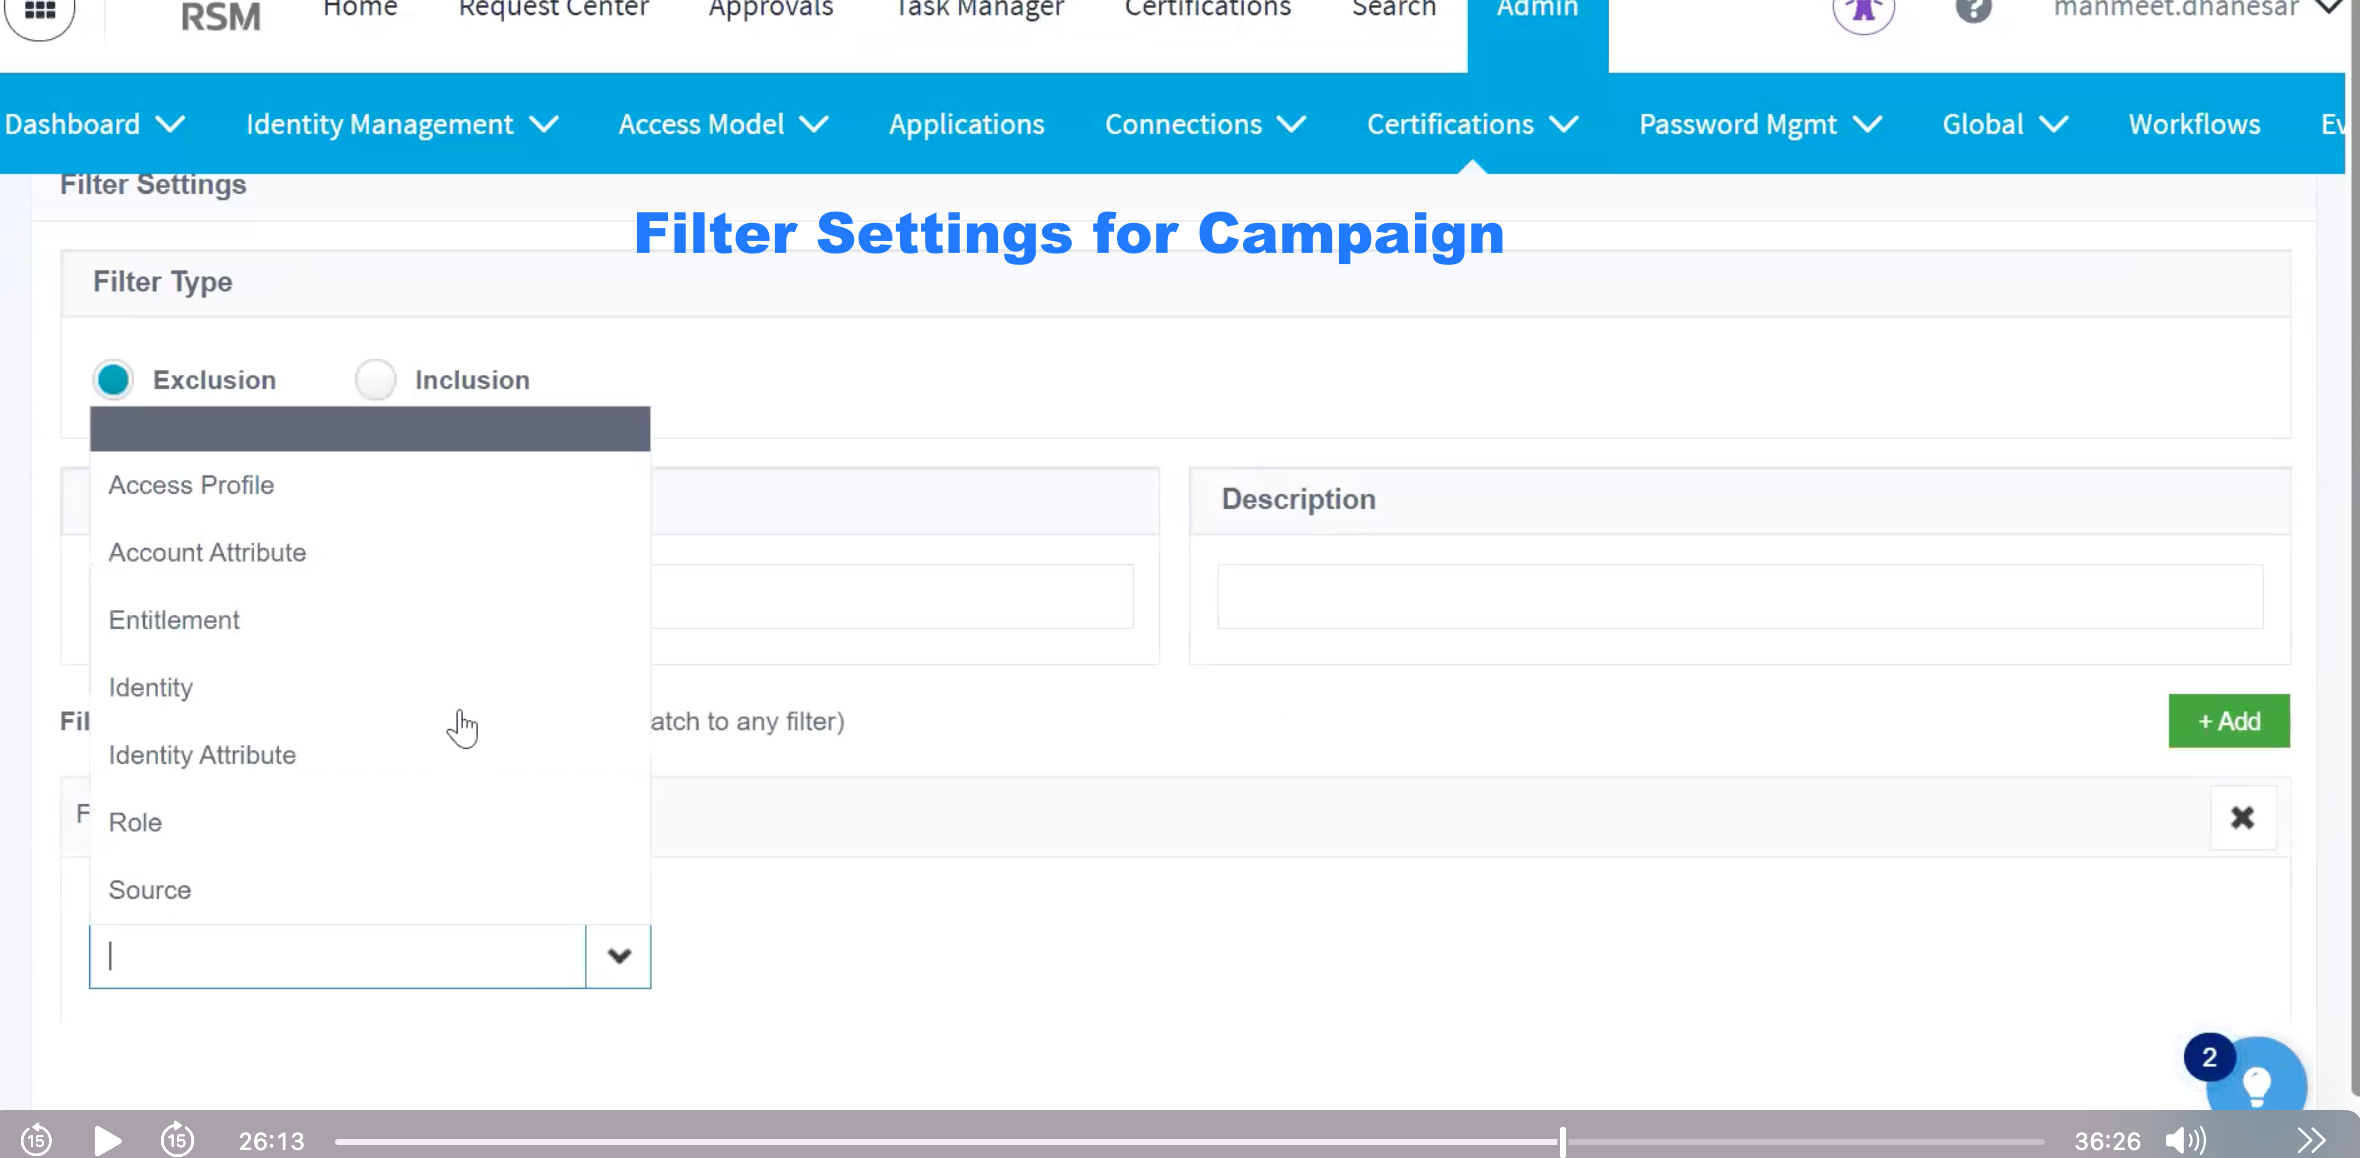 RSM Home Request Center Approvals Task Manager Certifications Search Admin ? manmeet.dhanesar
Dashboard Identity Management Access Model Applications Connections Certifications Password Mgmt Global Workflows Ev
Filter Settings
Filter Settings for Campaign
Filter Type
Exclusion Inclusion
Access Profile
Description
Account Attribute
Entitlement
Identity
Fil atch to any filter) + Add
Identity Attribute
F Role
Source
2
15 15 26:13 36:26